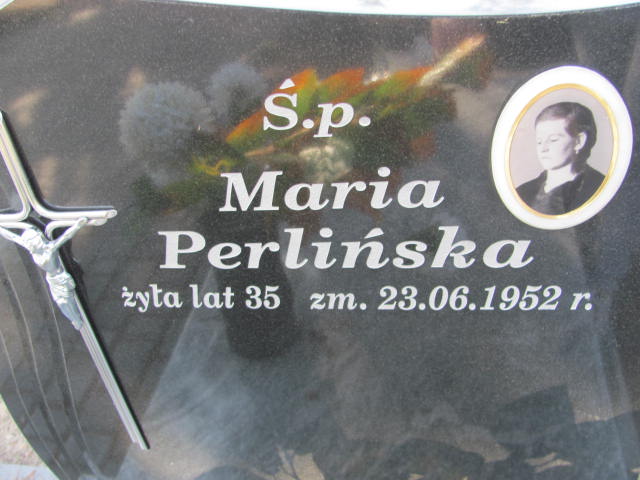 Ś.p.
Maria
Perlińska
żyła lat 35 zm. 23.06.1952 r.